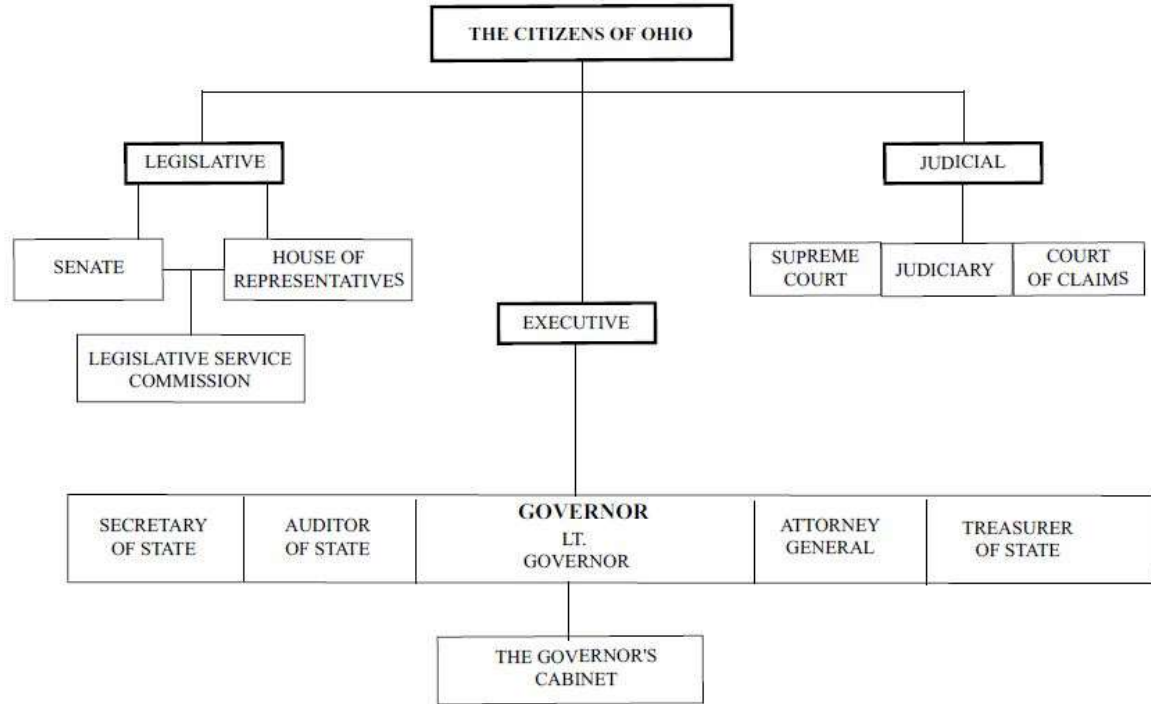 THE CITIZENS OF OHIO
LEGISLATIVE
JUDICIAL
SENATE
HOUSE OF
REPRESENTATIVES
SUPREME
COURT
JUDICIARY
COURT
OF CLAIMS
EXECUTIVE
LEGISLATIVE SERVICE
COMMISSION
SECRETARY
OF STATE
AUDITOR
OF STATE
GOVERNOR
LT.
GOVERNOR
ATTORNEY
GENERAL
TREASURER
OF STATE
THE GOVERNOR'S
CABINET